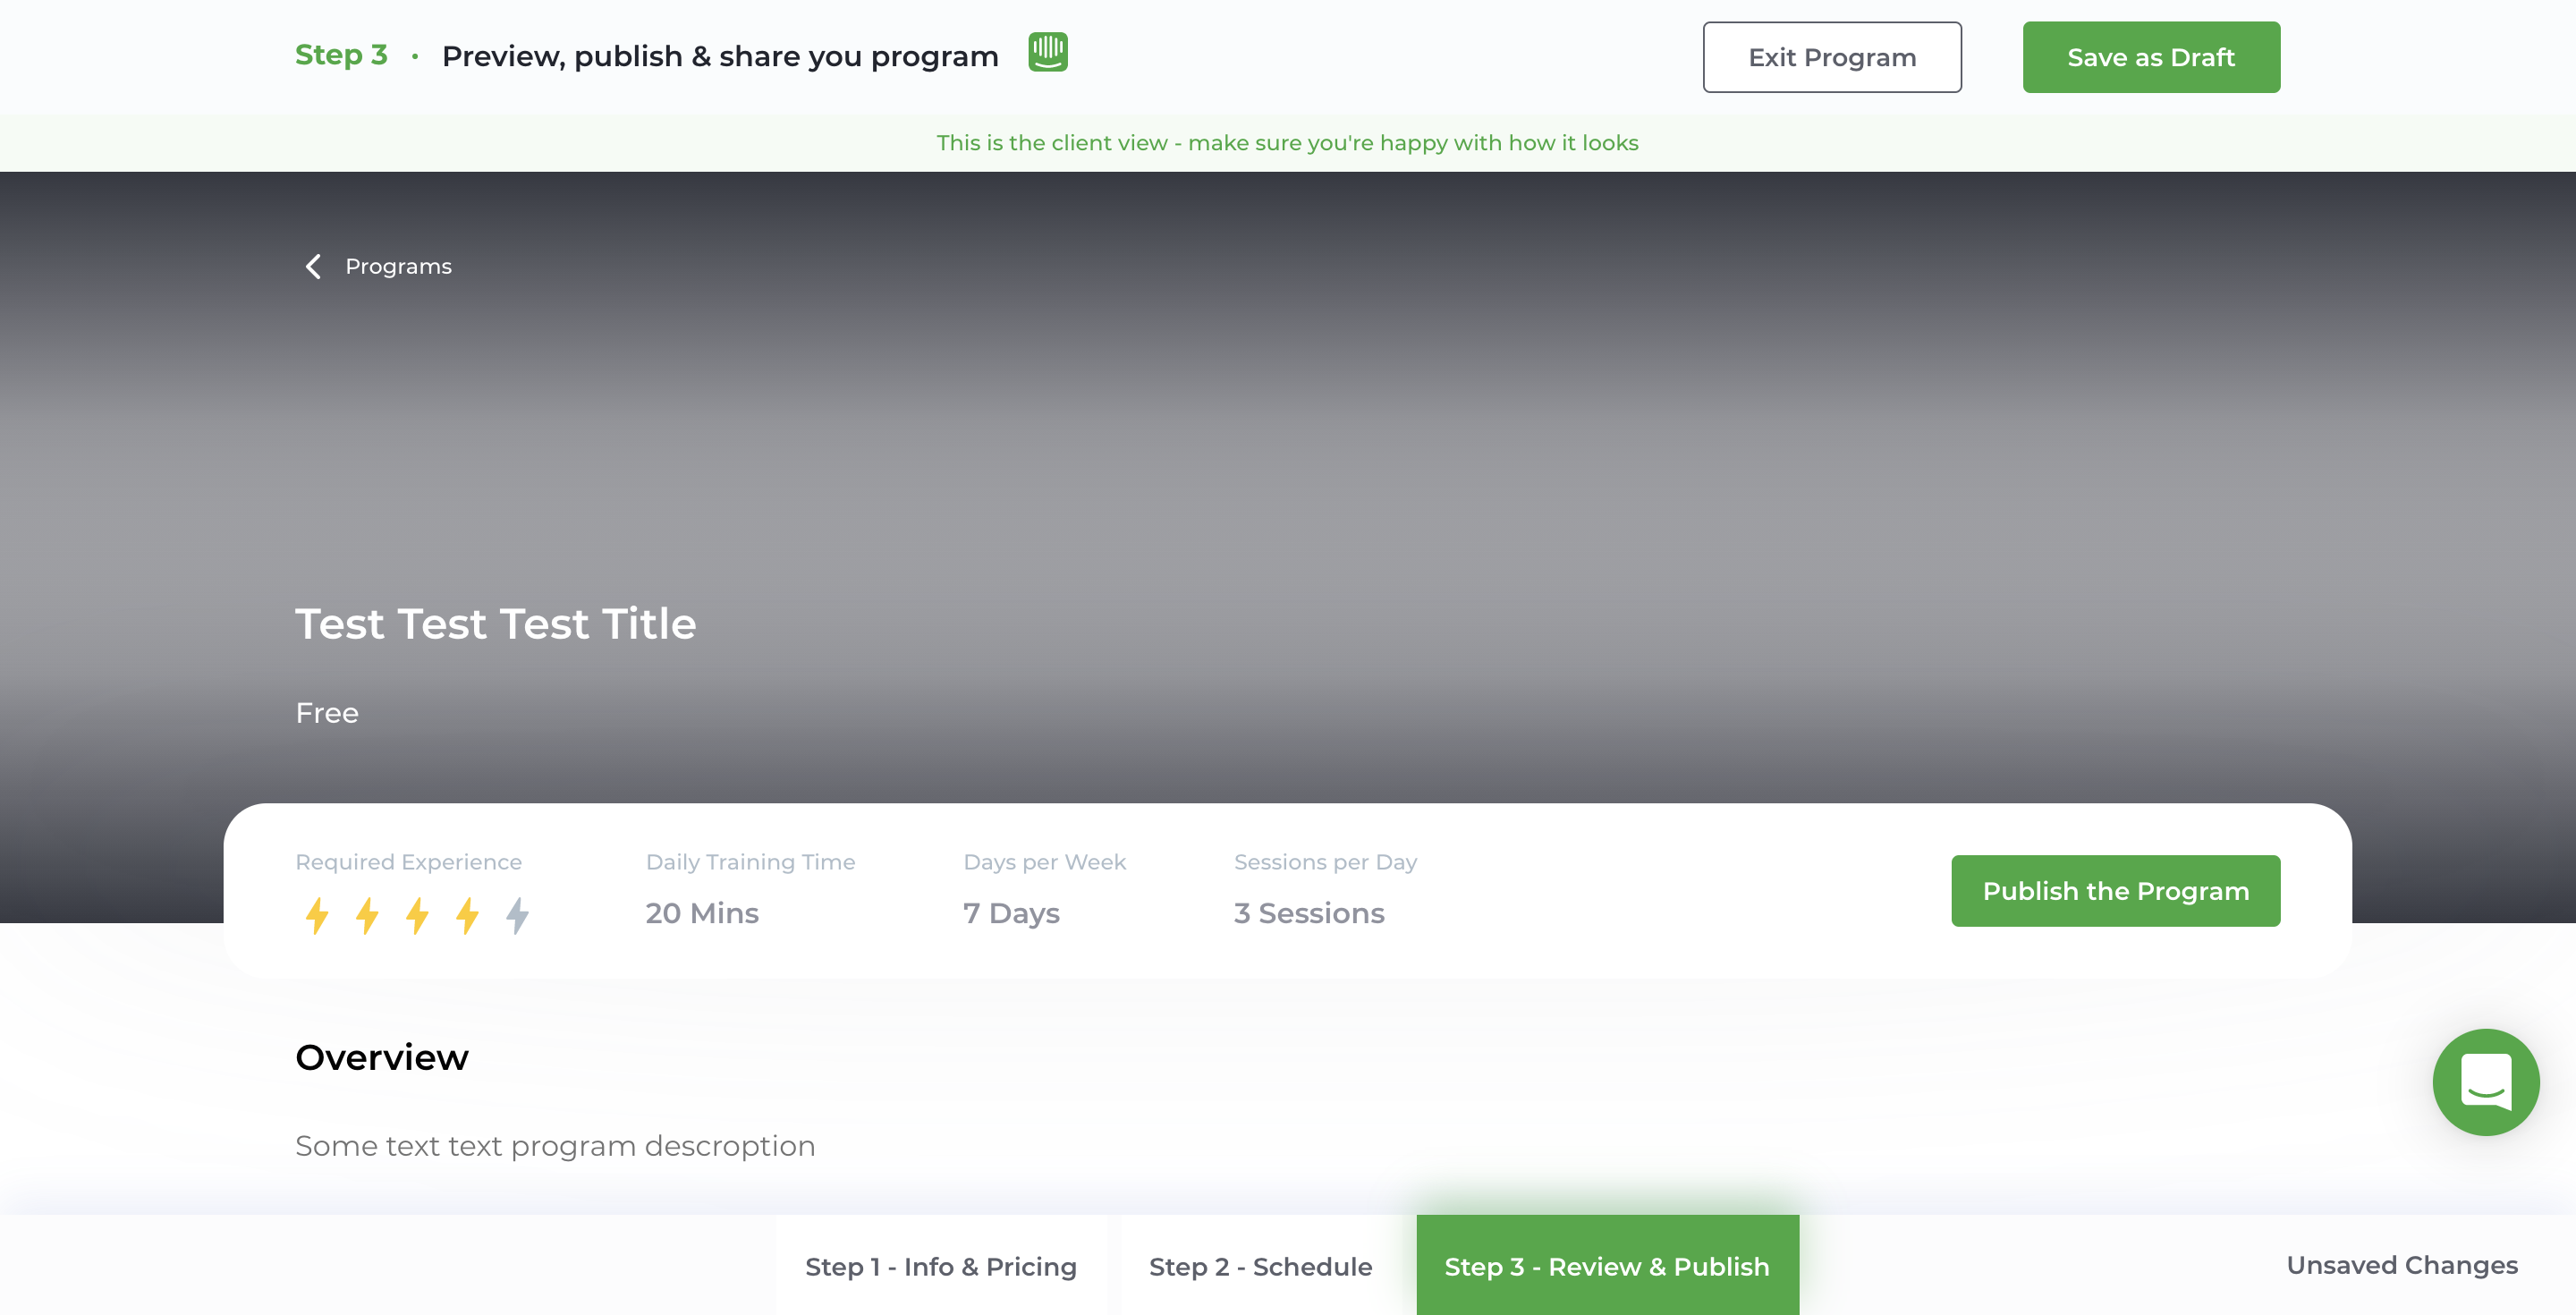 Step 3 · Preview, publish & share you program
Exit Program
Save as Draft
This is the client view - make sure you're happy with how it looks
Programs
Test Test Test Title
Free
Required Experience
Daily Training Time
20 Mins
Days per Week
7 Days
Sessions per Day
3 Sessions
Publish the Program
Overview
Some text text program descroption
Step 1 - Info & Pricing
Step 2 - Schedule
Step 3 - Review & Publish
Unsaved Changes